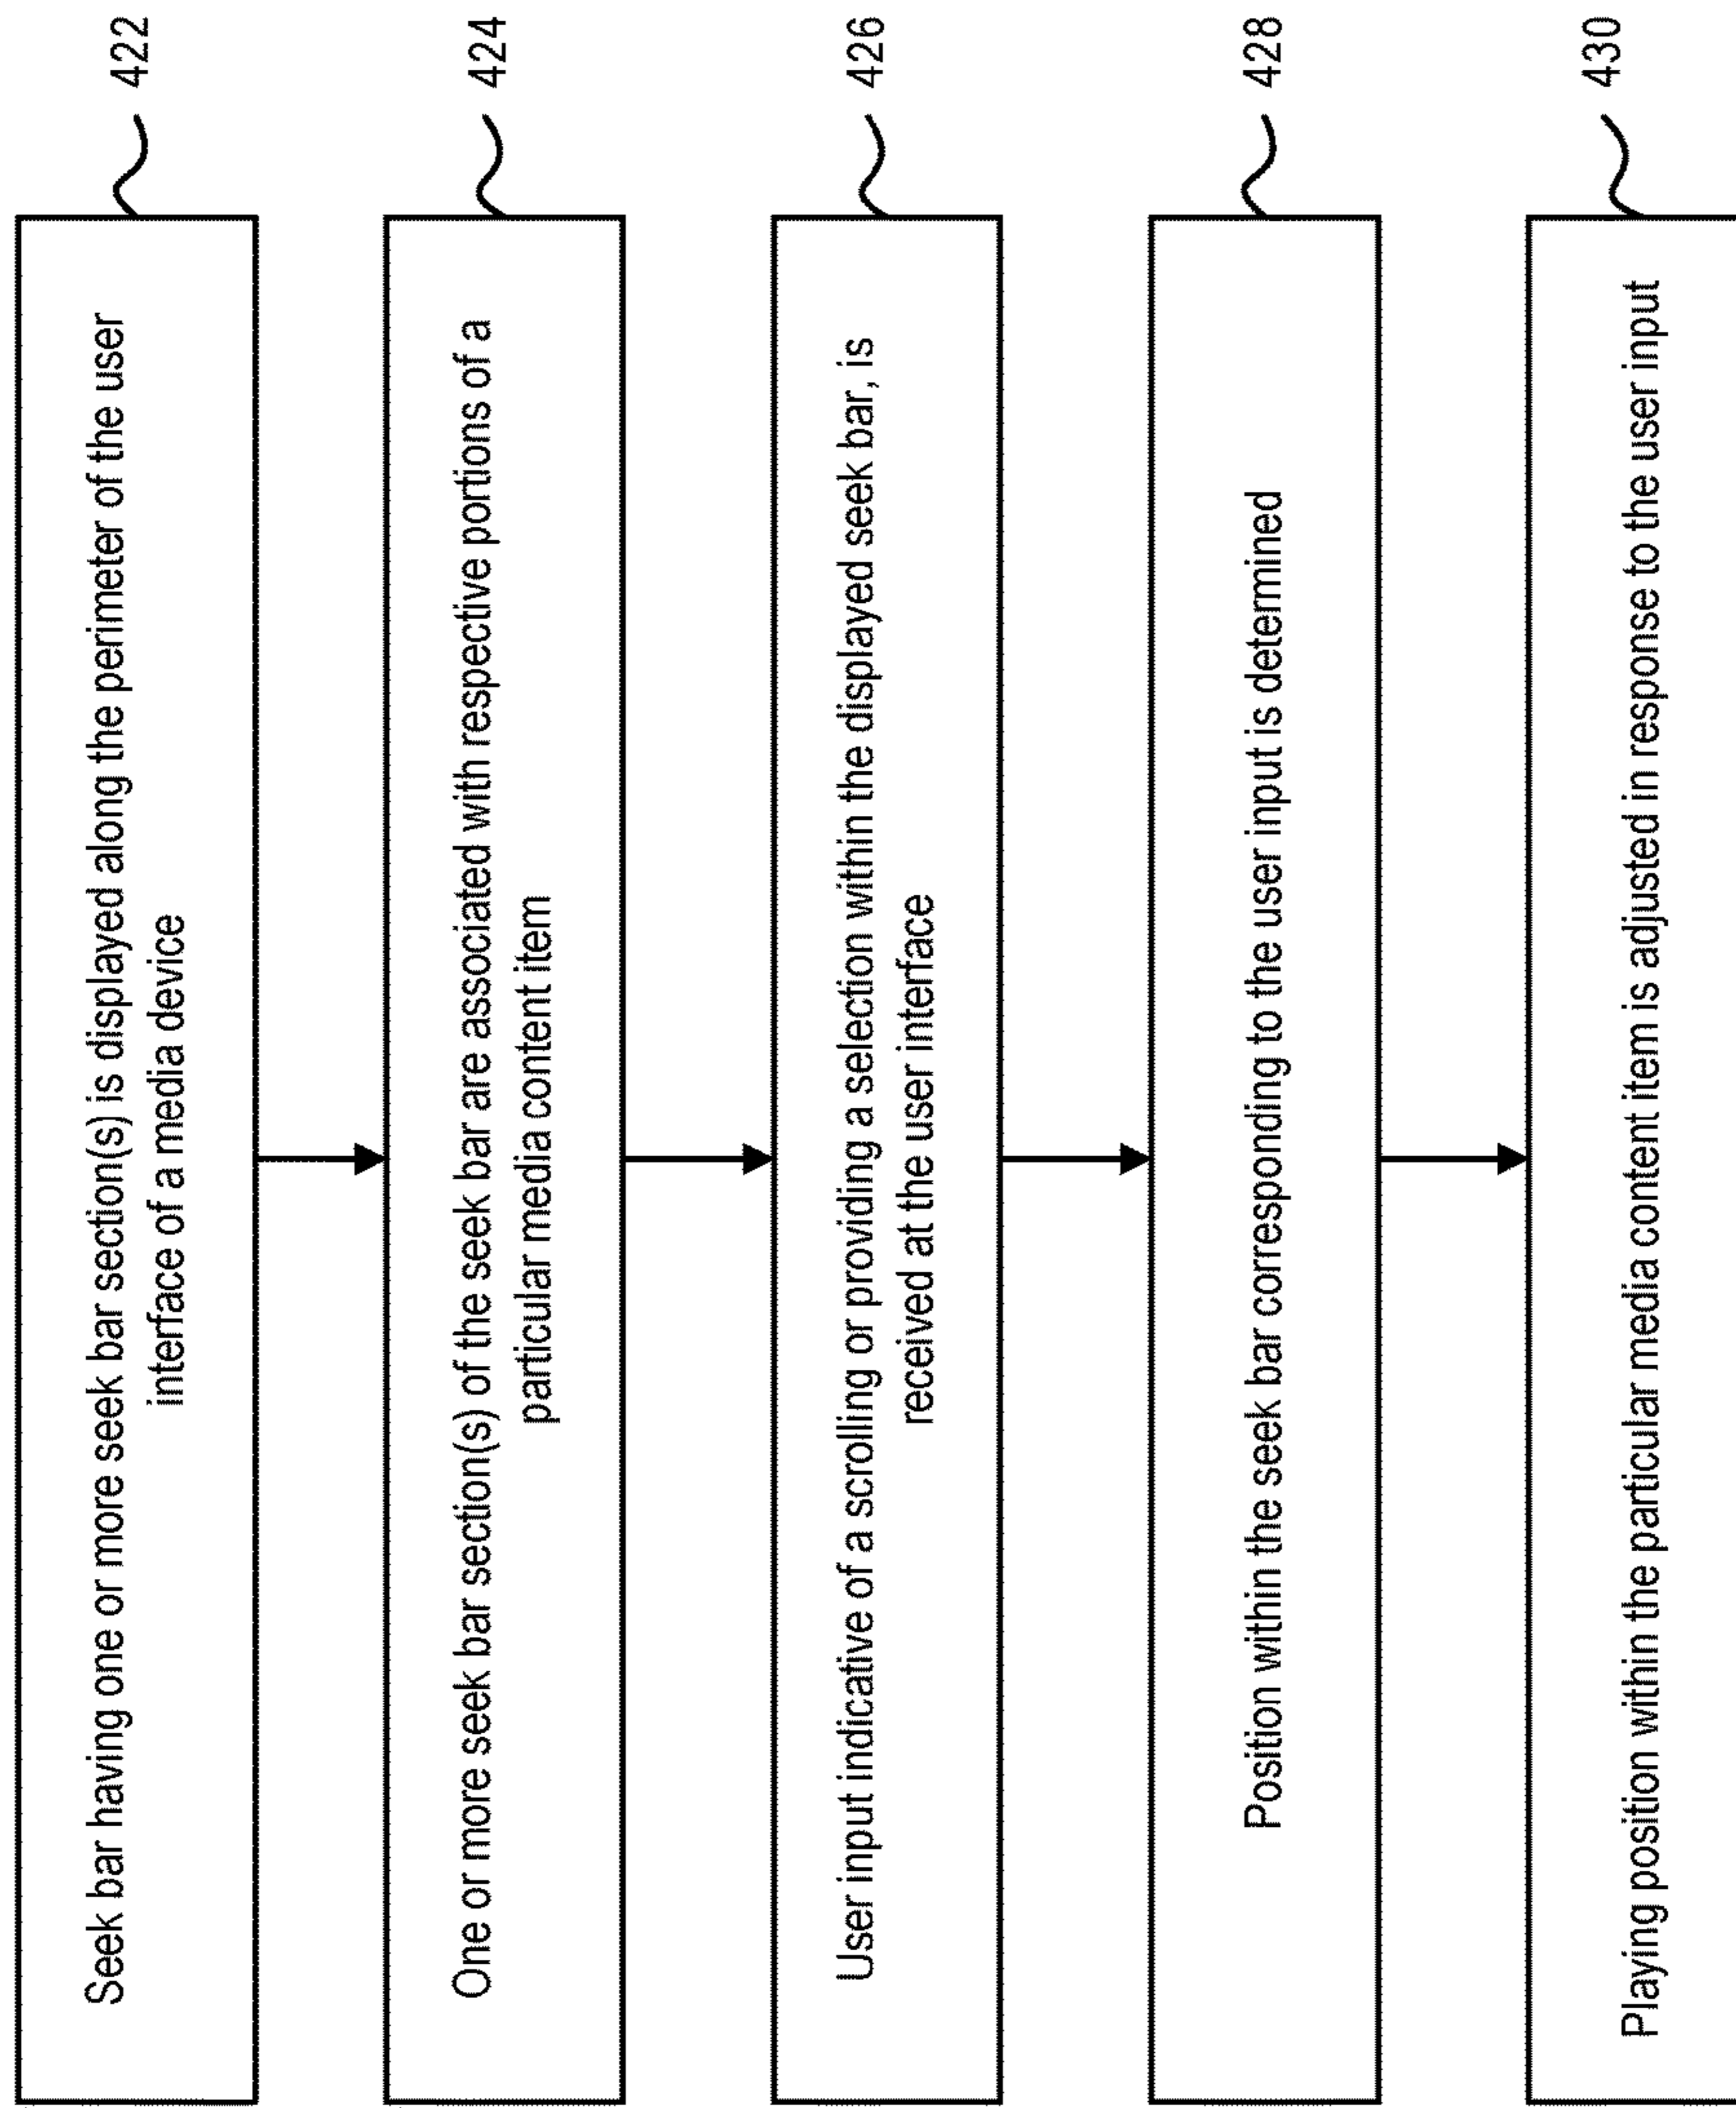 Seek bar having one or more seek bar section(s) is displayed along the perimeter of the user
interface of a media device
422
One or more seek bar section(s) of the seek bar are associated with respective portions of a
particular media content item
424
User input indicative of a scrolling or providing a selection within the displayed seek bar, is
received at the user interface
426
Position within the seek bar corresponding to the user input is determined
428
Playing position within the particular media content item is adjusted in response to the user input
430